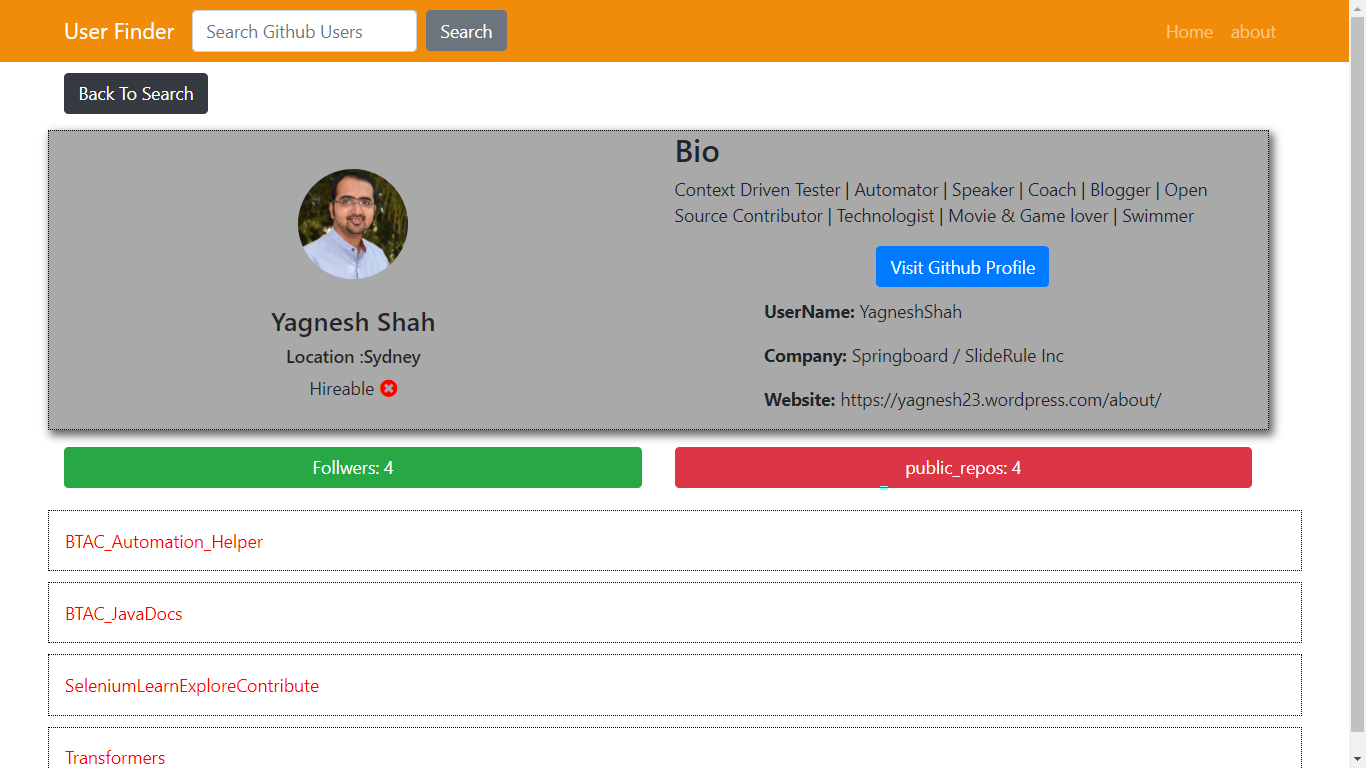 User Finder Search Github Users Search Home about
Back To Search
Yagnesh Shah
Location :Sydney
Hireable
Bio
Context Driven Tester | Automator | Speaker | Coach | Blogger | Open
Source Contributor | Technologist | Movie & Game lover | Swimmer
Visit Github Profile
UserName: YagneshShah
Company: Springboard / SlideRule Inc
Website: https://yagnesh23.wordpress.com/about/
Follwers: 4 public_repos: 4
BTAC_Automation_Helper
BTAC_JavaDocs
SeleniumLearnExploreContribute
Transformers